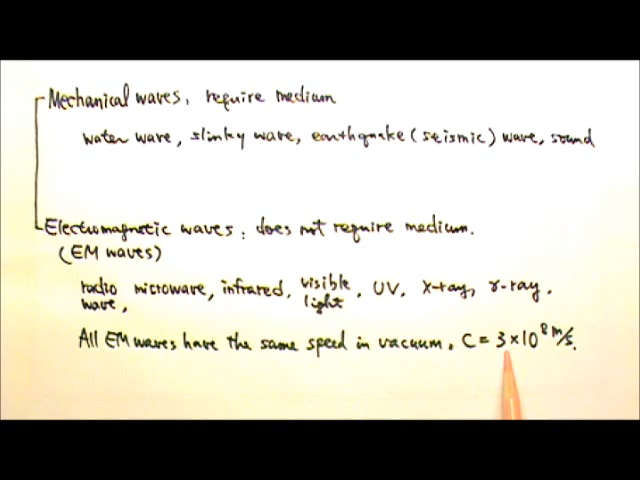 Mechanical waves, require medium
water wave, slinky wave, earthquake (seismic) wave, sound
Electromagnetic waves: does not require medium.
(EM waves)
radio wave, microwave, infrared, visible light, UV, x-ray, γ-ray.
All EM waves have the same speed in vacuum. C = 3×10⁸ m/s.